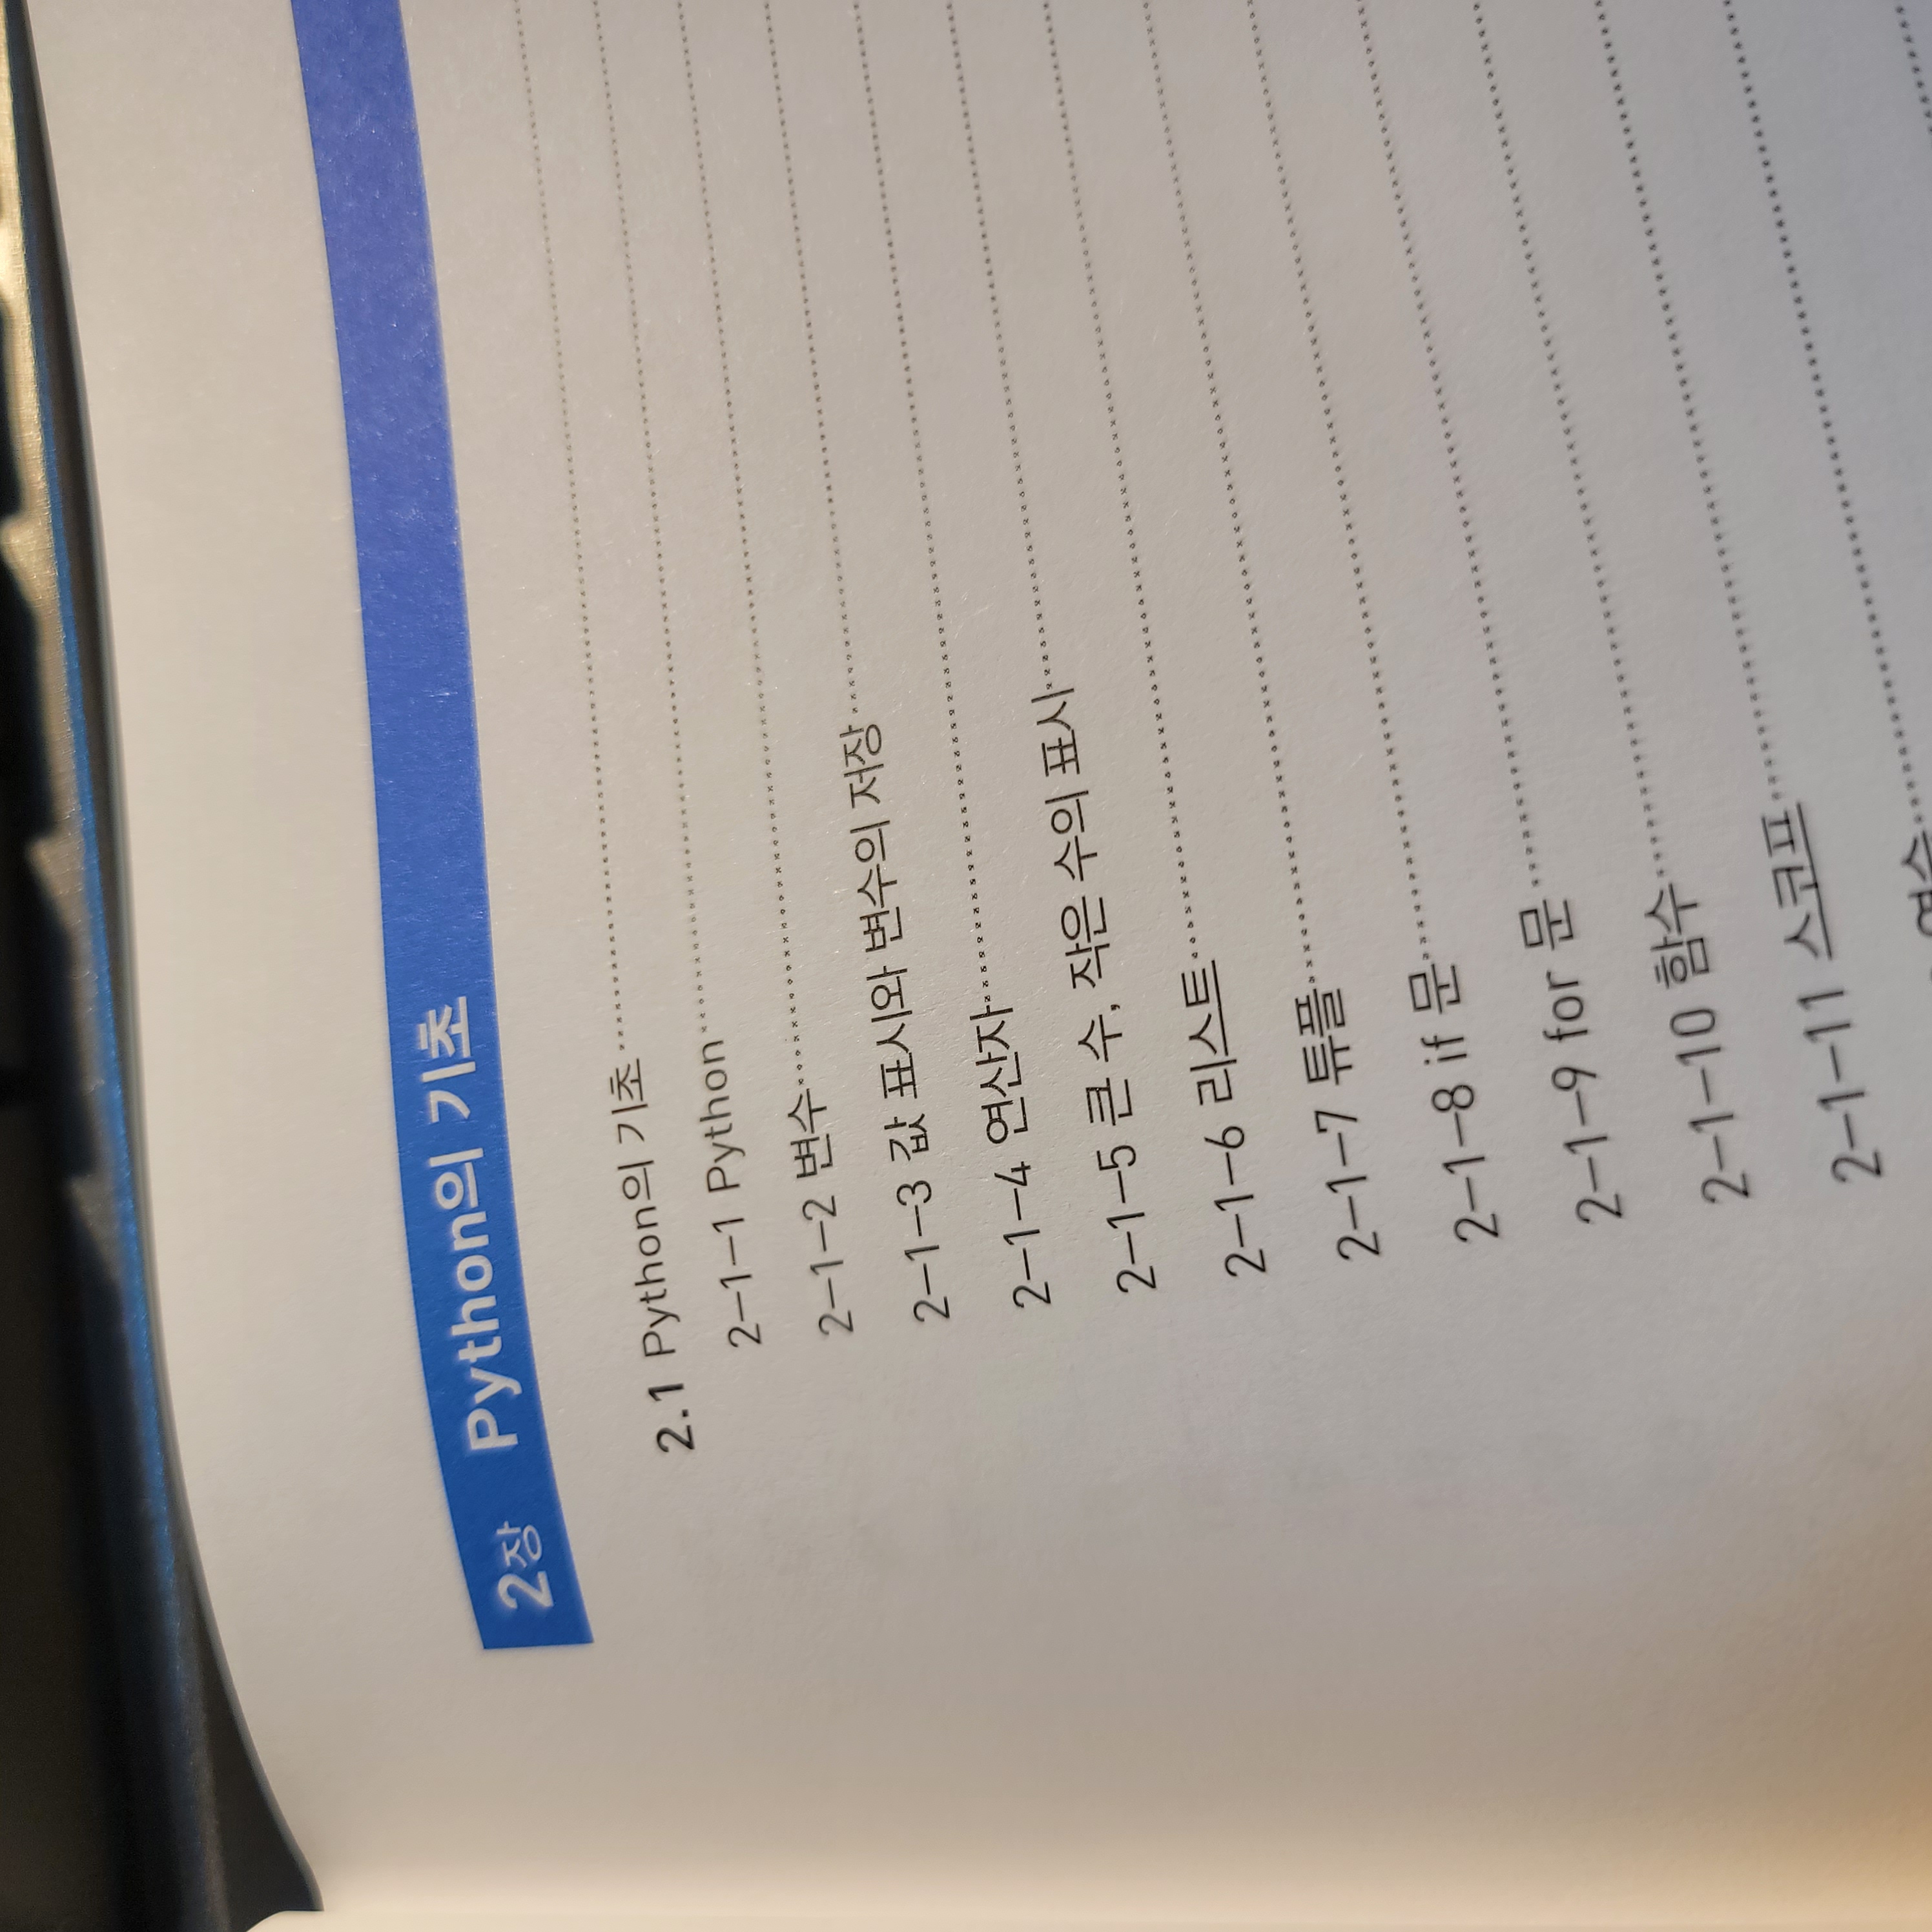 2장 Python의 기초
2.1 Python의 기초
2-1-1 Python
2-1-2 변수
2-1-3 값 표시와 변수의 저장
2-1-4 연산자
2-1-5 큰 수, 작은 수의 표시
2-1-6 리스트
2-1-7 튜플
2-1-8 if 문
2-1-9 for 문
2-1-10 함수
2-1-11 스코프